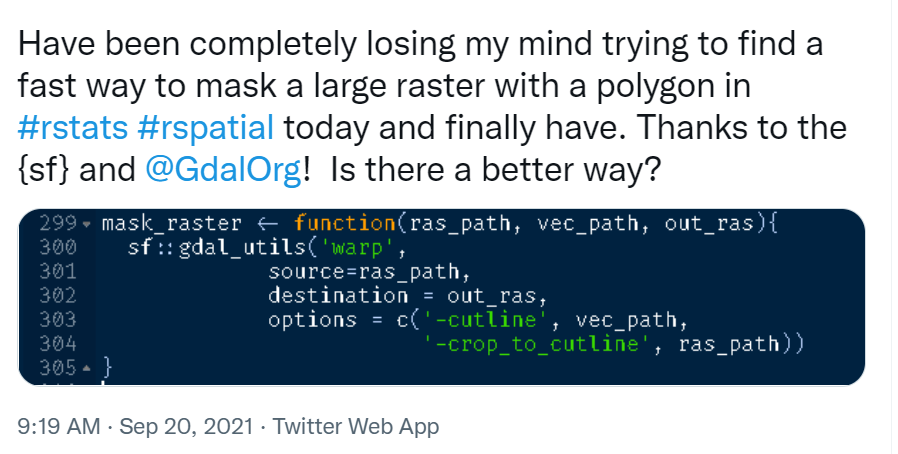 Have been completely losing my mind trying to find a
fast way to mask a large raster with a polygon in
#rstats #rspatial today and finally have. Thanks to the
{sf} and @GdalOrg!  Is there a better way?
299 mask_raster ← function(ras_path, vec_path, out_ras){
300 sf::gdal_utils('warp',
301 source=ras_path,
302 destination = out_ras,
303 options = c('-cutline', vec_path,
304 '-crop_to_cutline', ras_path))
305 }
9:19 AM · Sep 20, 2021 · Twitter Web App